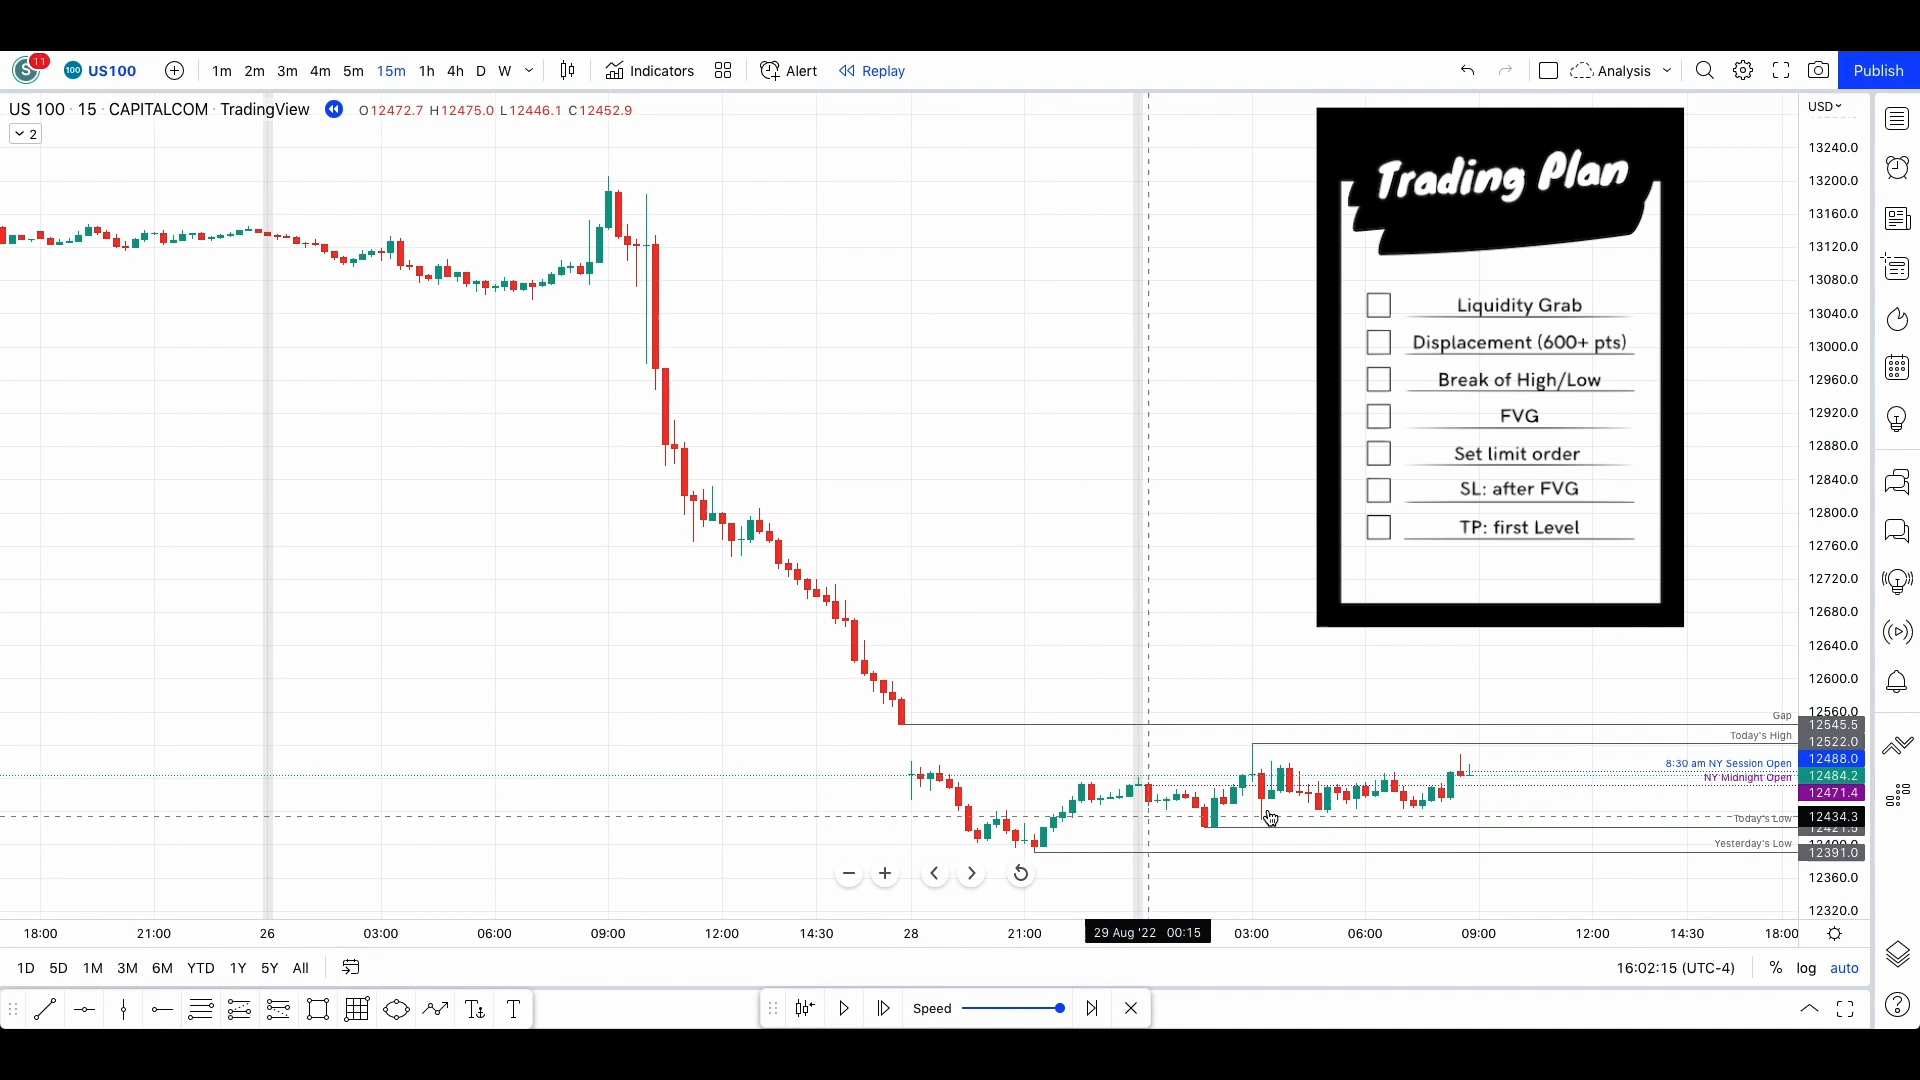 S 11 100 US100 1m 2m 3m 4m 5m 15m 1h 4h D W Indicators Alert Replay Analysis Publish
US 100 · 15 · CAPITALCOM · TradingView O12472.7 H12475.0 L12446.1 C12452.9
USD
2
13240.0
13200.0
13160.0
13120.0
13080.0
13040.0
13000.0
12960.0
12920.0
12880.0
12840.0
12800.0
12760.0
12720.0
12680.0
12640.0
12600.0
12560.0
Trading Plan
Liquidity Grab
Displacement (600+ pts)
Break of High/Low
FVG
Set limit order
SL: after FVG
TP: first Level
Gap 12545.5
Today's High 12522.0
8:30 am NY Session Open 12488.0
12484.2
NY Midnight Open 12471.4
12434.3
Today's Low 12421.5
Yesterday's Low 12391.0
12360.0
12320.0
18:00 21:00 26 03:00 06:00 09:00 12:00 14:30 28 21:00 29 Aug '22 00:15 03:00 06:00 09:00 12:00 14:30 18:00
1D 5D 1M 3M 6M YTD 1Y 5Y All 16:02:15 (UTC-4) % log auto
T Speed